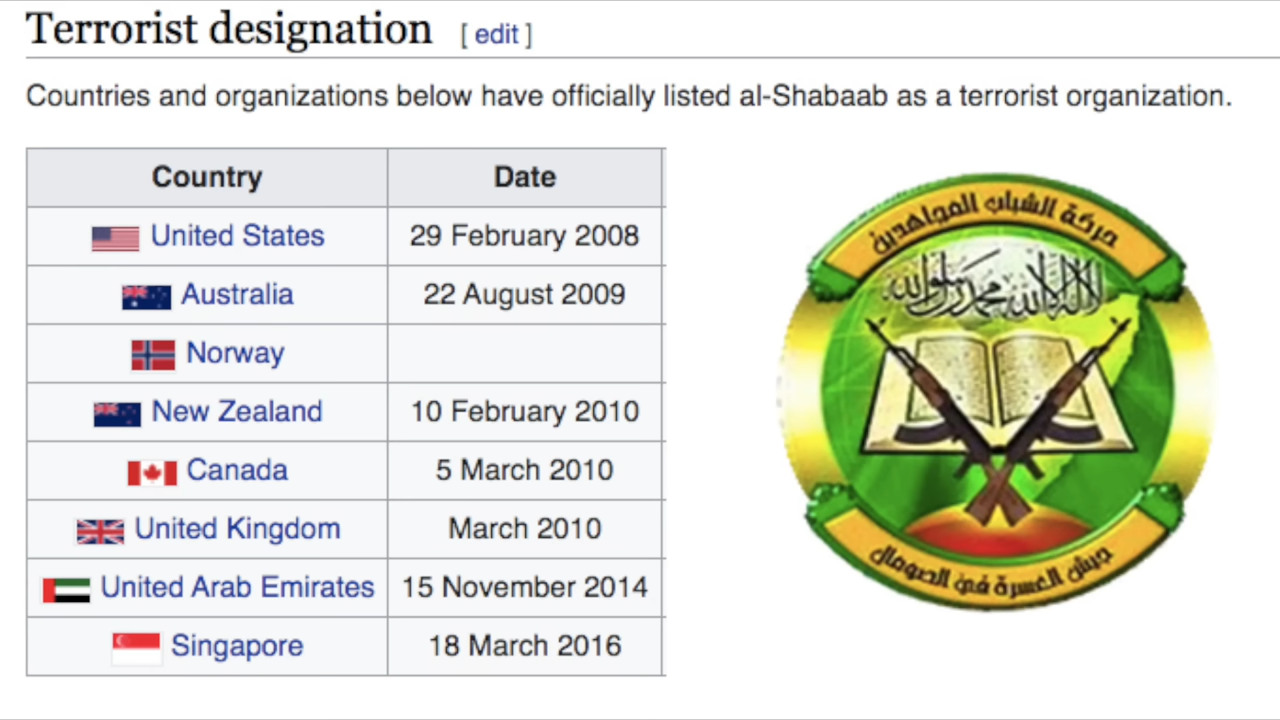 Terrorist designation [ edit ]
Countries and organizations below have officially listed al-Shabaab as a terrorist organization.
Country Date
United States 29 February 2008
Australia 22 August 2009
Norway
New Zealand 10 February 2010
Canada 5 March 2010
United Kingdom March 2010
United Arab Emirates 15 November 2014
Singapore 18 March 2016
حركة الشباب المجاهدين
لا إله إلا الله محمد رسول الله
جيش العسرة في الصومال